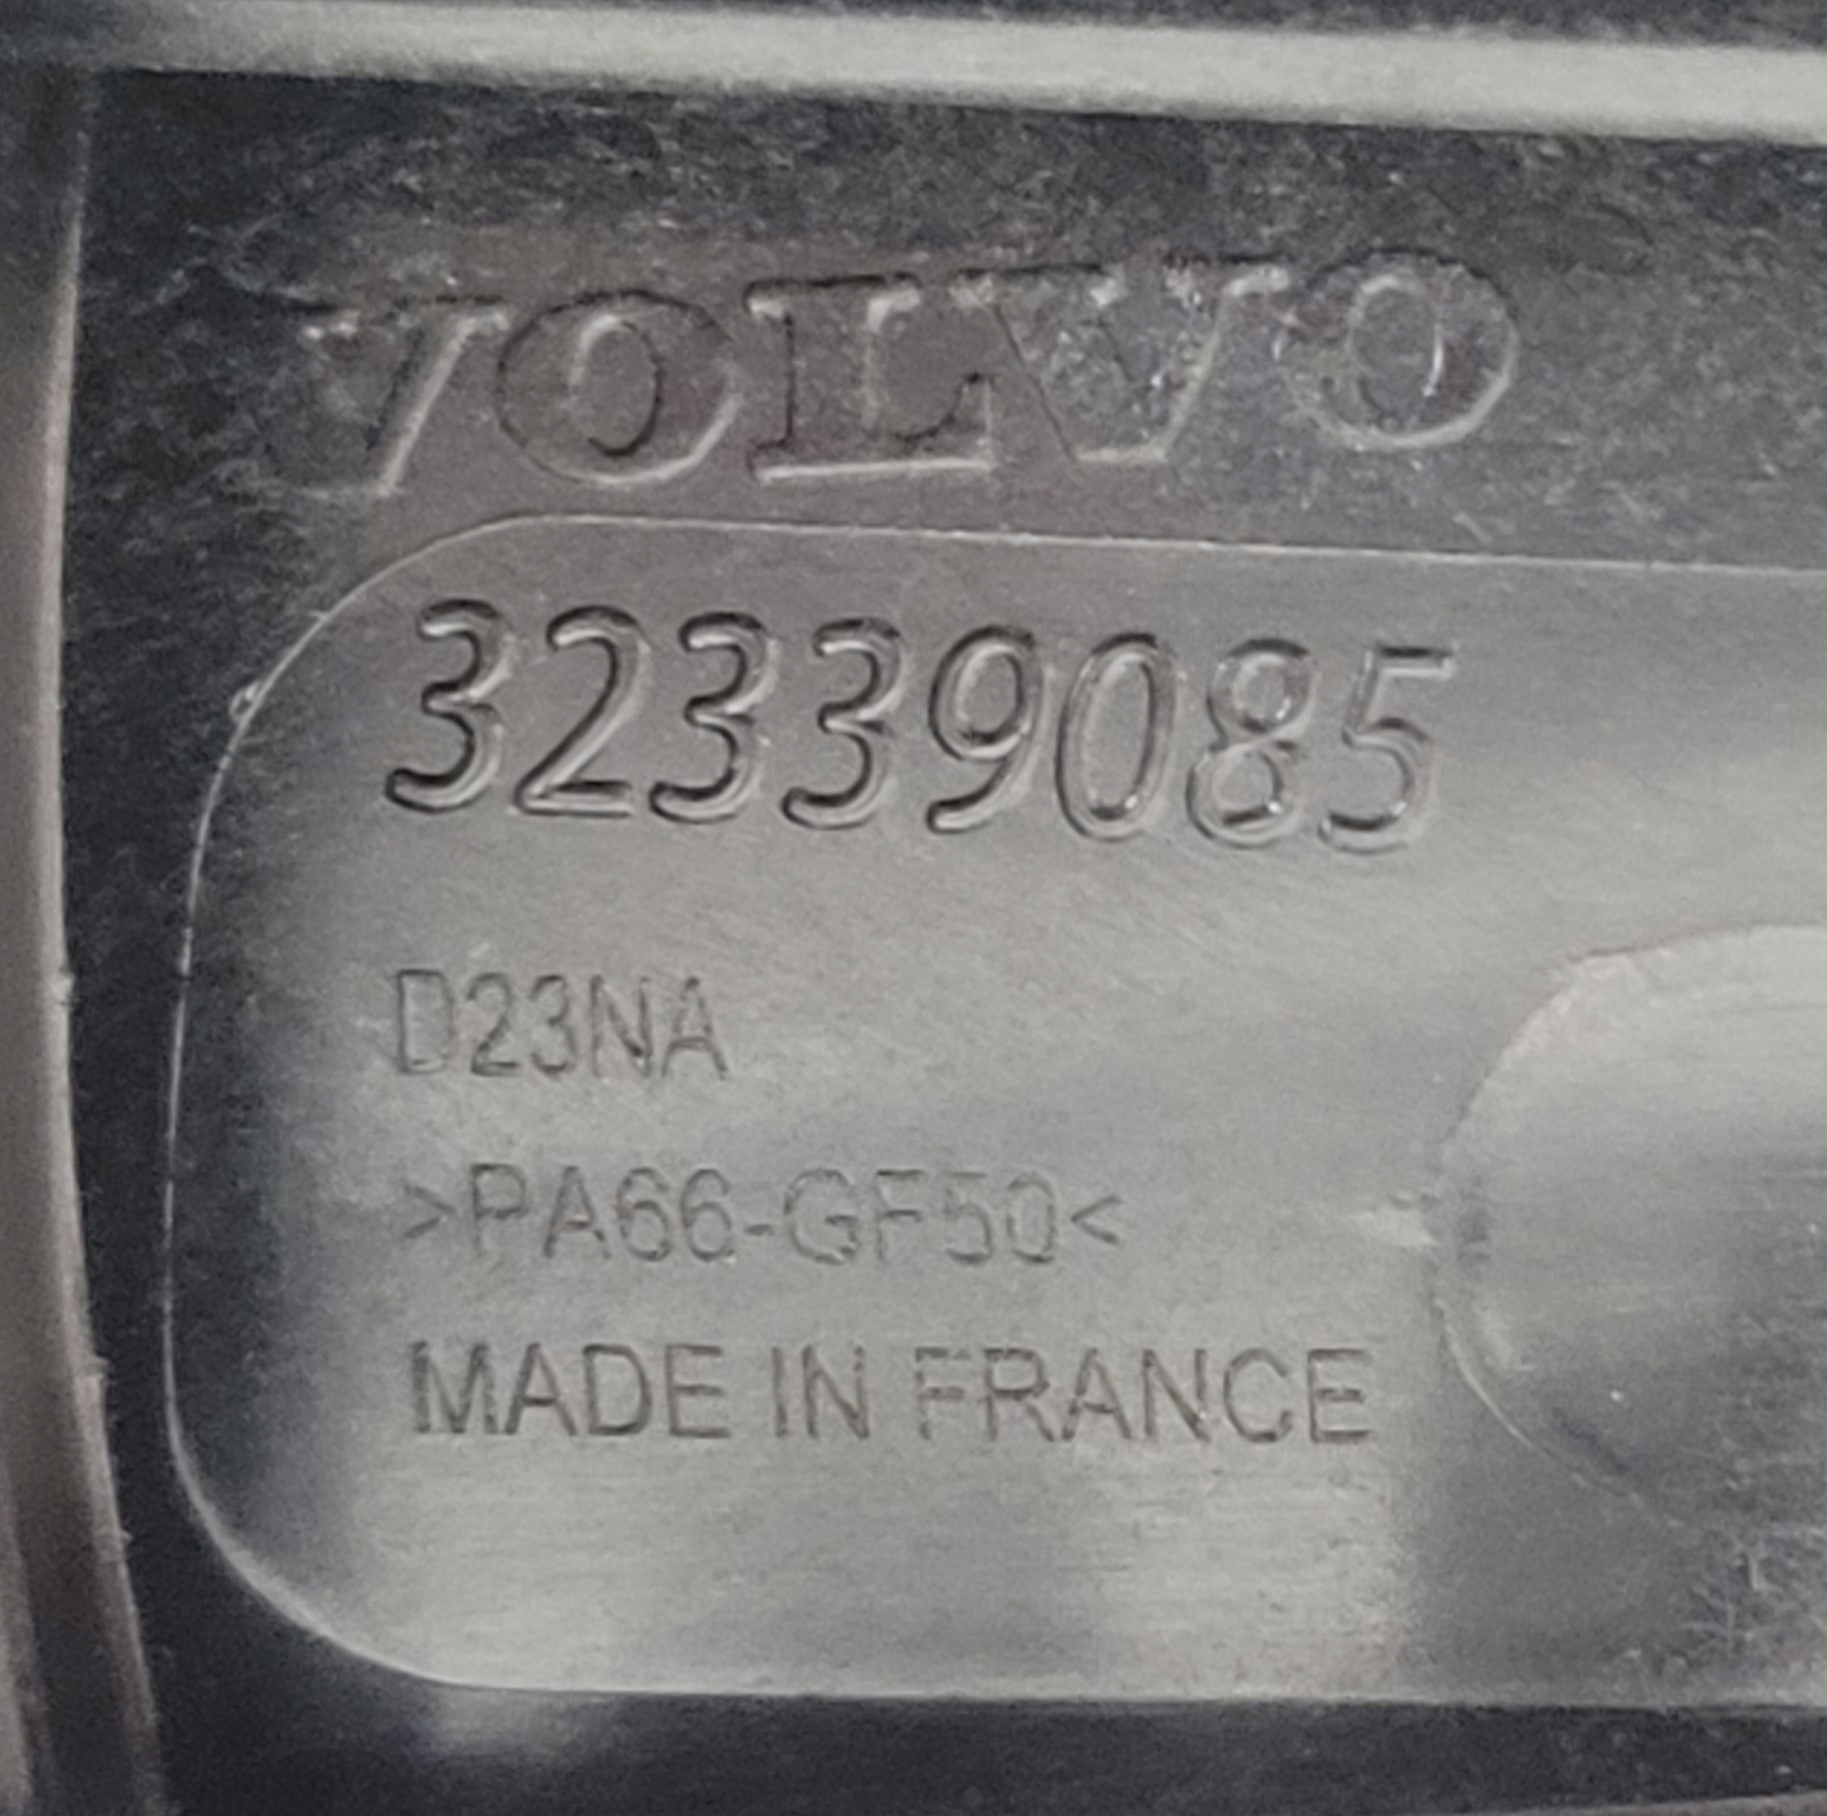 VOLVO
32339085
D23NA
>PA66-GF50<
MADE IN FRANCE